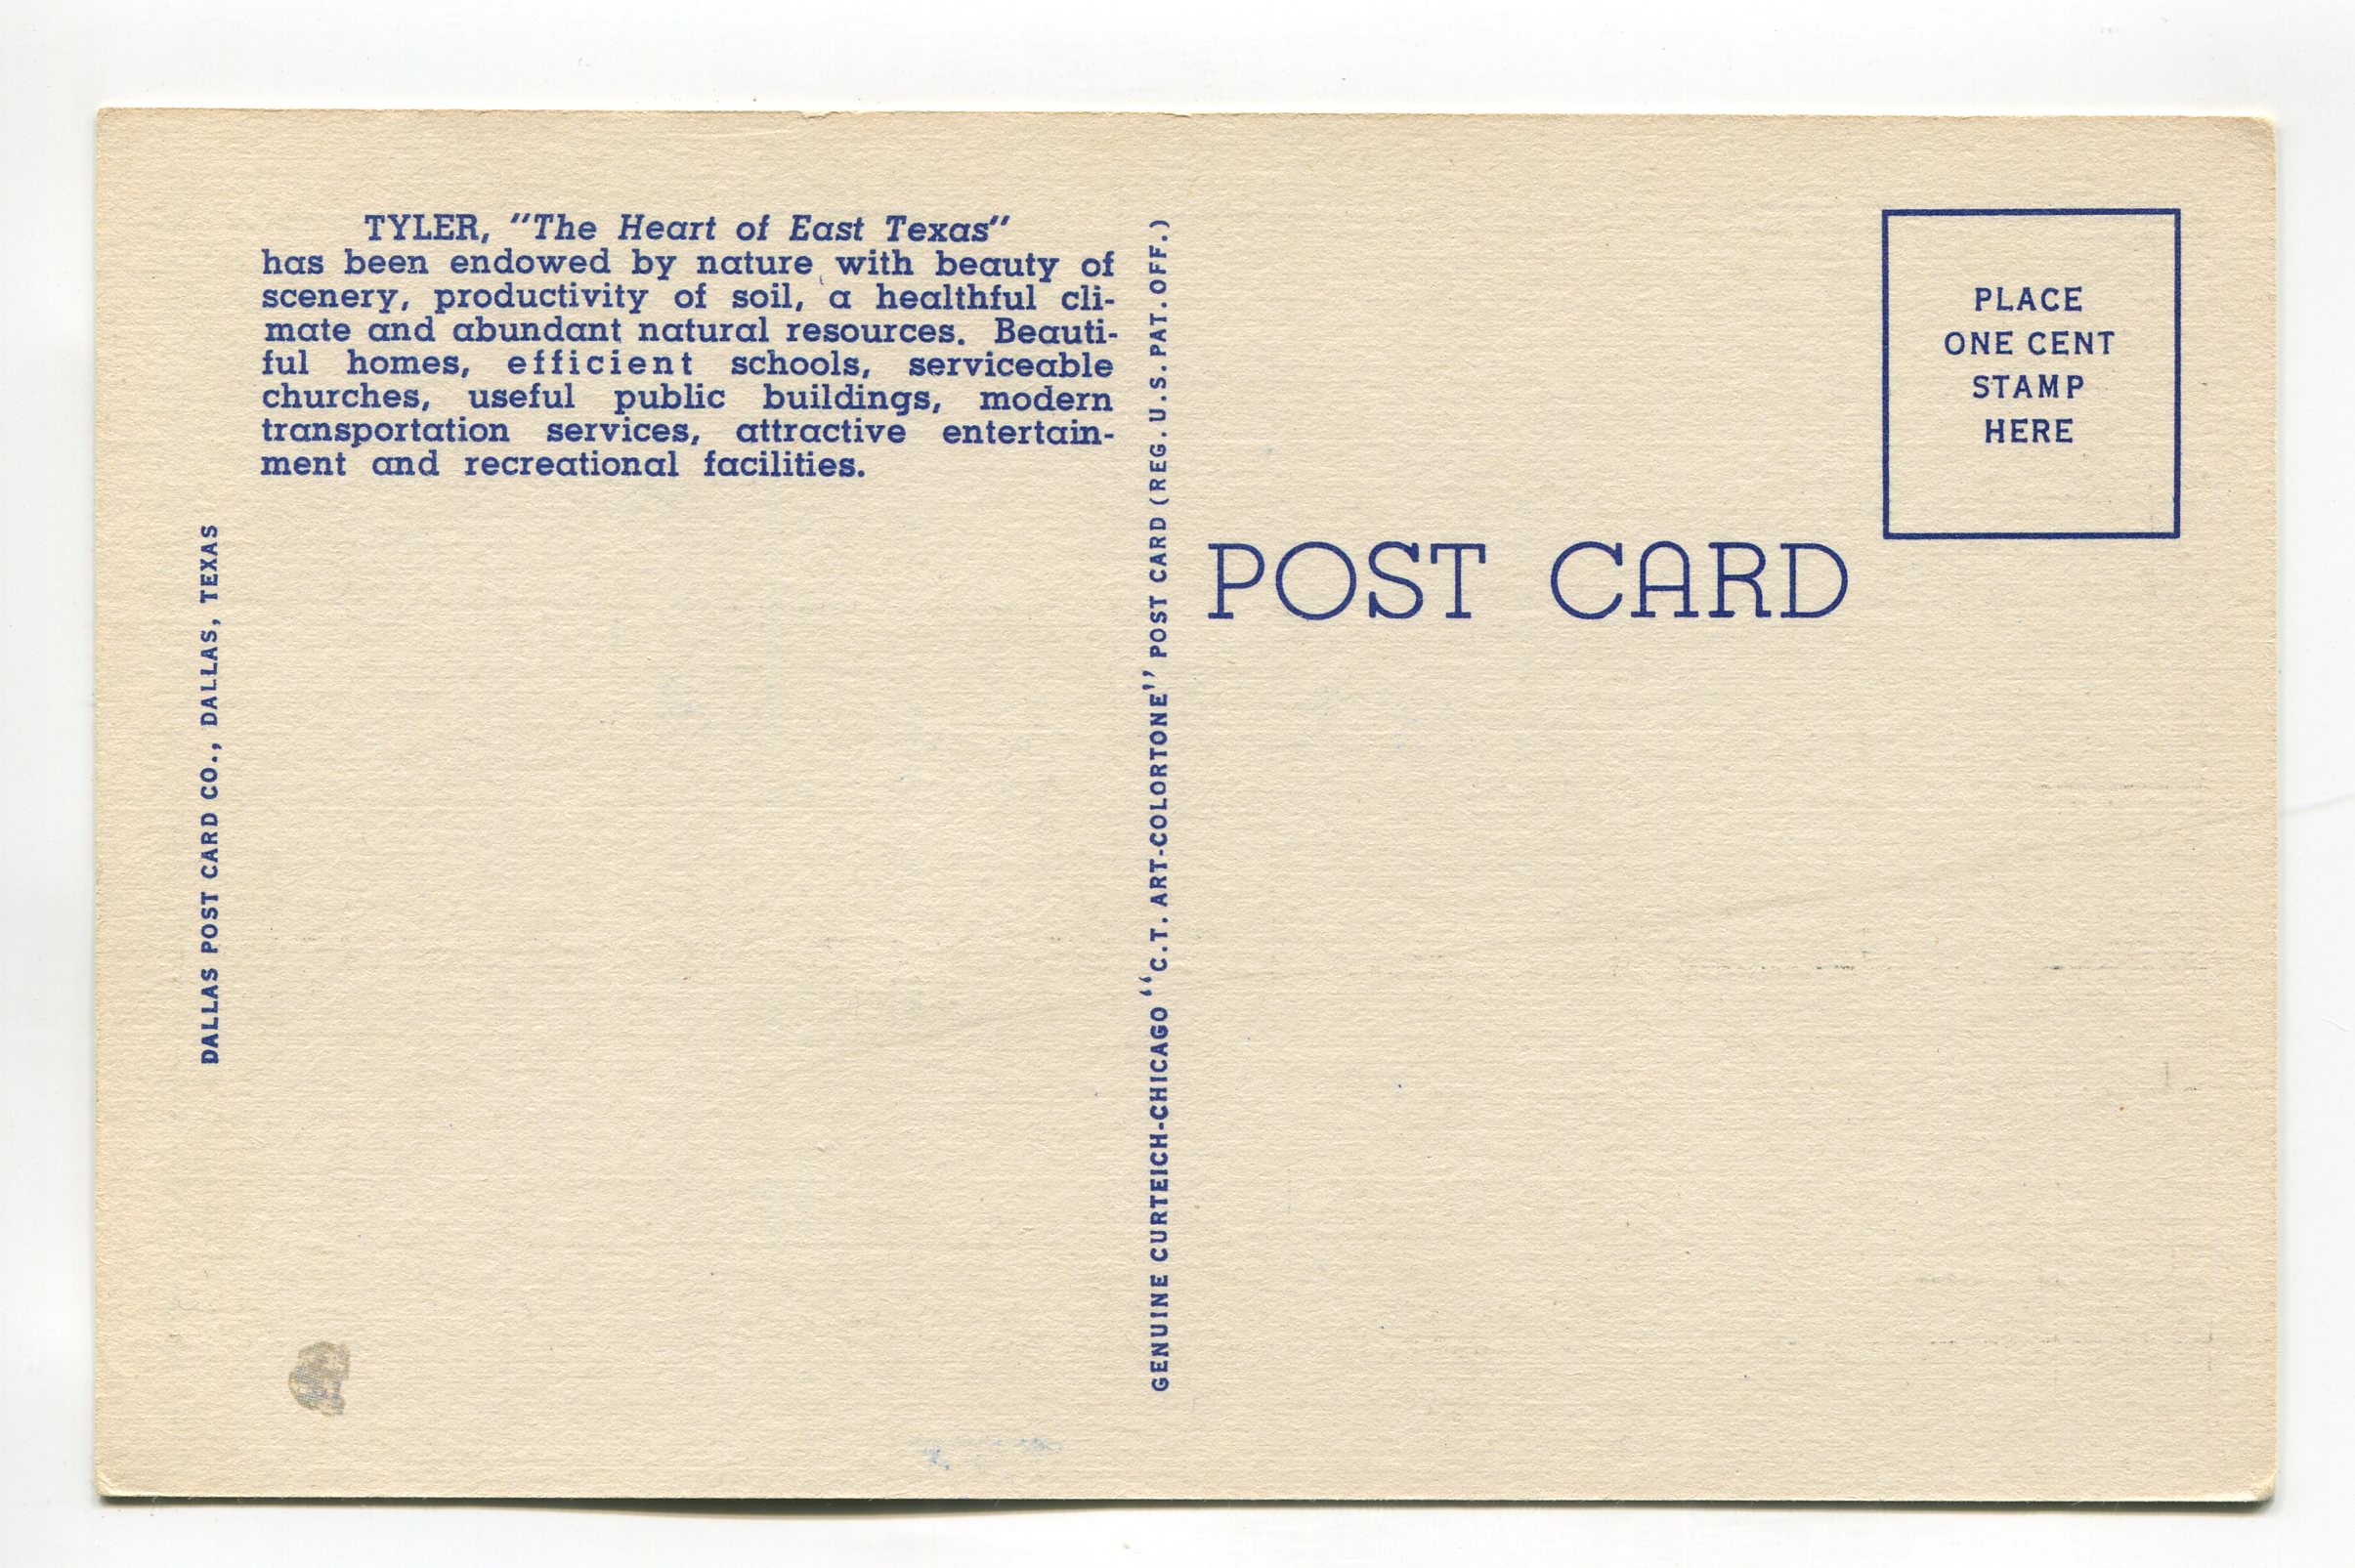 TYLER, "The Heart of East Texas"
has been endowed by nature with beauty of
scenery, productivity of soil, a healthful cli-
mate and abundant natural resources. Beauti-
ful homes, efficient schools, serviceable
churches, useful public buildings, modern
transportation services, attractive entertain-
ment and recreational facilities.
DALLAS POST CARD CO., DALLAS, TEXAS
GENUINE CURTEICH-CHICAGO "C.T. ART-COLORTONE" POST CARD (REG. U.S. PAT. OFF.)
POST CARD
PLACE
ONE CENT
STAMP
HERE